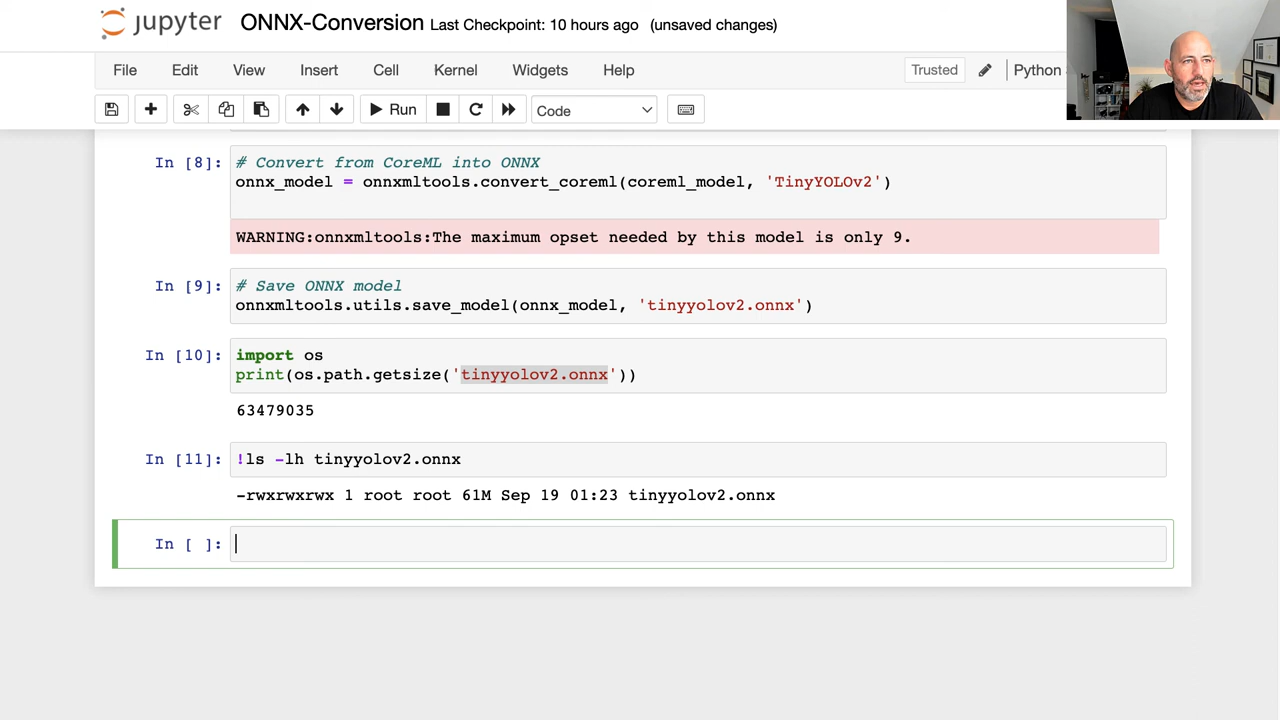 jupyter ONNX-Conversion Last Checkpoint: 10 hours ago (unsaved changes)
File Edit View Insert Cell Kernel Widgets Help Trusted Python
Run Code
In [8]: # Convert from CoreML into ONNX
onnx_model = onnxmltools.convert_coreml(coreml_model, 'TinyYOLOv2')
WARNING:onnxmltools:The maximum opset needed by this model is only 9.
In [9]: # Save ONNX model
onnxmltools.utils.save_model(onnx_model, 'tinyyolov2.onnx')
In [10]: import os
print(os.path.getsize('tinyyolov2.onnx'))
63479035
In [11]: !ls -lh tinyyolov2.onnx
-rwxrwxrwx 1 root root 61M Sep 19 01:23 tinyyolov2.onnx
In [ ]: